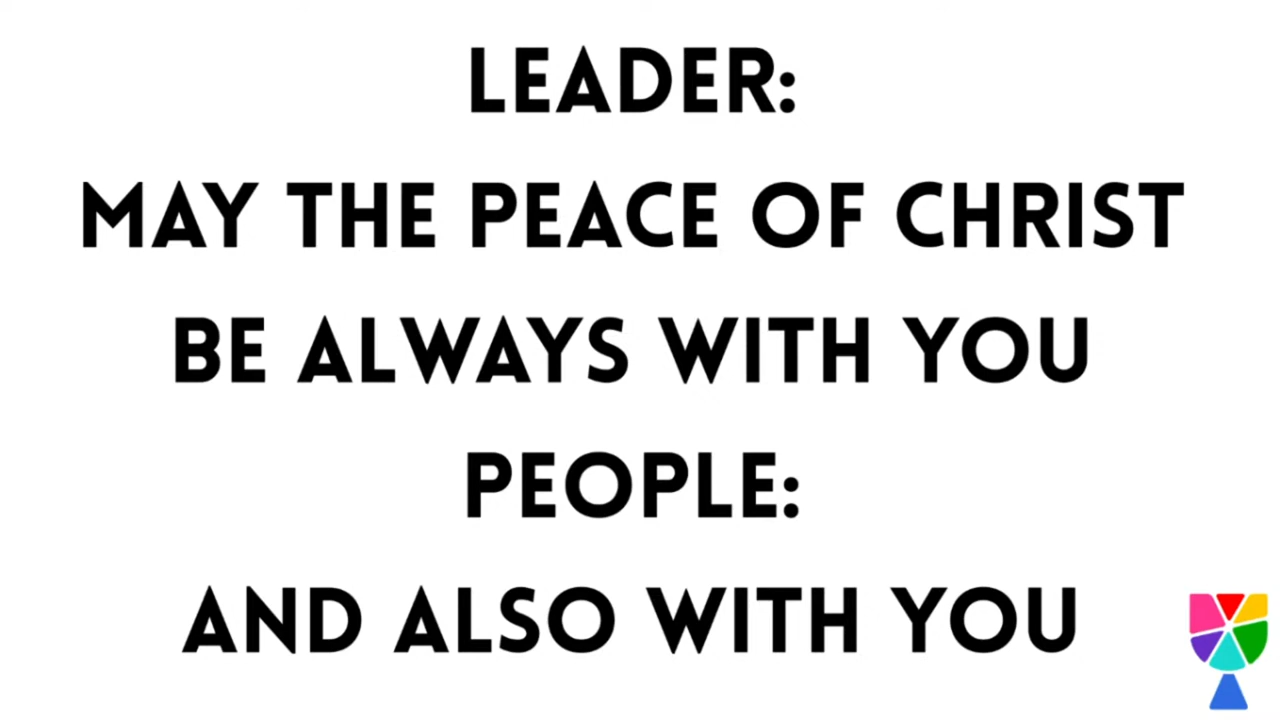 LEADER:
MAY THE PEACE OF CHRIST
BE ALWAYS WITH YOU
PEOPLE:
AND ALSO WITH YOU